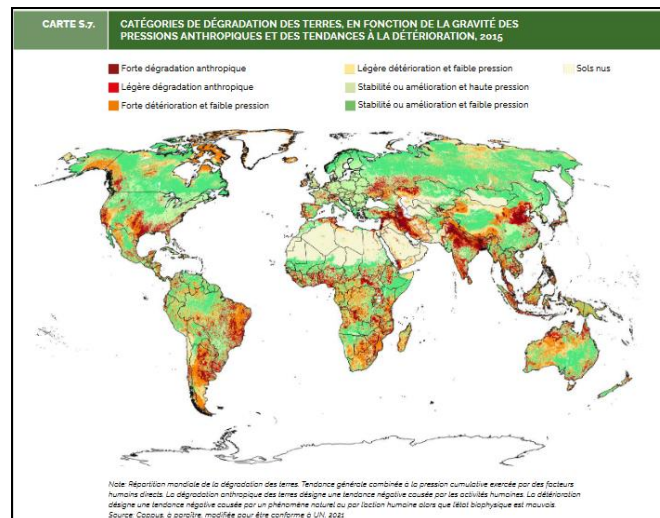 CARTE S.7.
CATÉGORIES DE DÉGRADATION DES TERRES, EN FONCTION DE LA GRAVITÉ DES
PRESSIONS ANTHROPIQUES ET DES TENDANCES À LA DÉTÉRIORATION, 2015
Forte dégradation anthropique
Légère détérioration et faible pression
Sols nus
Légère dégradation anthropique
Stabilité ou amélioration et haute pression
Forte détérioration et faible pression
Stabilité ou amélioration et faible pression
Note: Répartition mondiale de la dégradation des terres. Tendance générale combinée à la pression cumulative exercée par des facteurs
humains directs. La dégradation anthropique des terres désigne une tendance négative causée par les activités humaines. La détérioration
désigne une tendance négative causée par un phénomène naturel ou par l'action humaine alors que l'état biophysique est mauvais.
Source: Coppus, à paraître, modifiée pour être conforme à UN, 2021